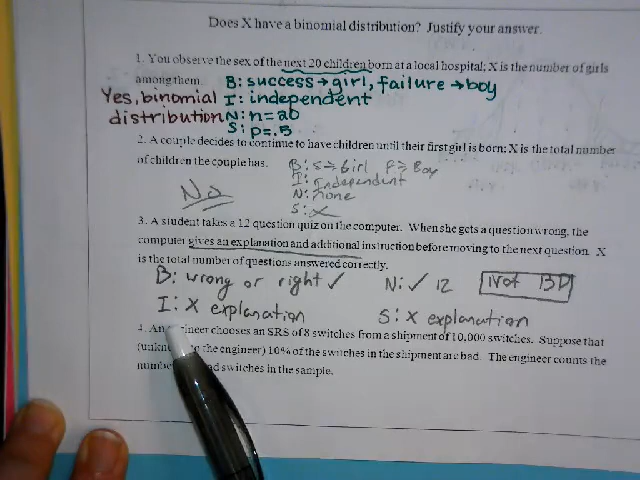 Does X have a binomial distribution? Justify your answer.
1. You observe the sex of the next 20 children born at a local hospital; X is the number of girls
among them. B: success → girl, failure → boy
Yes, binomial I: independent
distribution N: n=20
S: p=.5
2. A couple decides to continue to have children until their first girl is born; X is the total number
of children the couple has. B: S → Girl F → Boy
I: independent
No N: none
S: X
3. A student takes a 12 question quiz on the computer. When she gets a question wrong, the
computer gives an explanation and additional instruction before moving to the next question. X
is the total number of questions answered correctly.
B: wrong or right ✓ N: ✓ 12 Not BD
I: X explanation S: X explanation
4. An engineer chooses an SRS of 8 switches from a shipment of 10,000 switches. Suppose that
(unkn to the engineer) 10% of the switches in the shipment are bad. The engineer counts the
num ad switches in the sample.